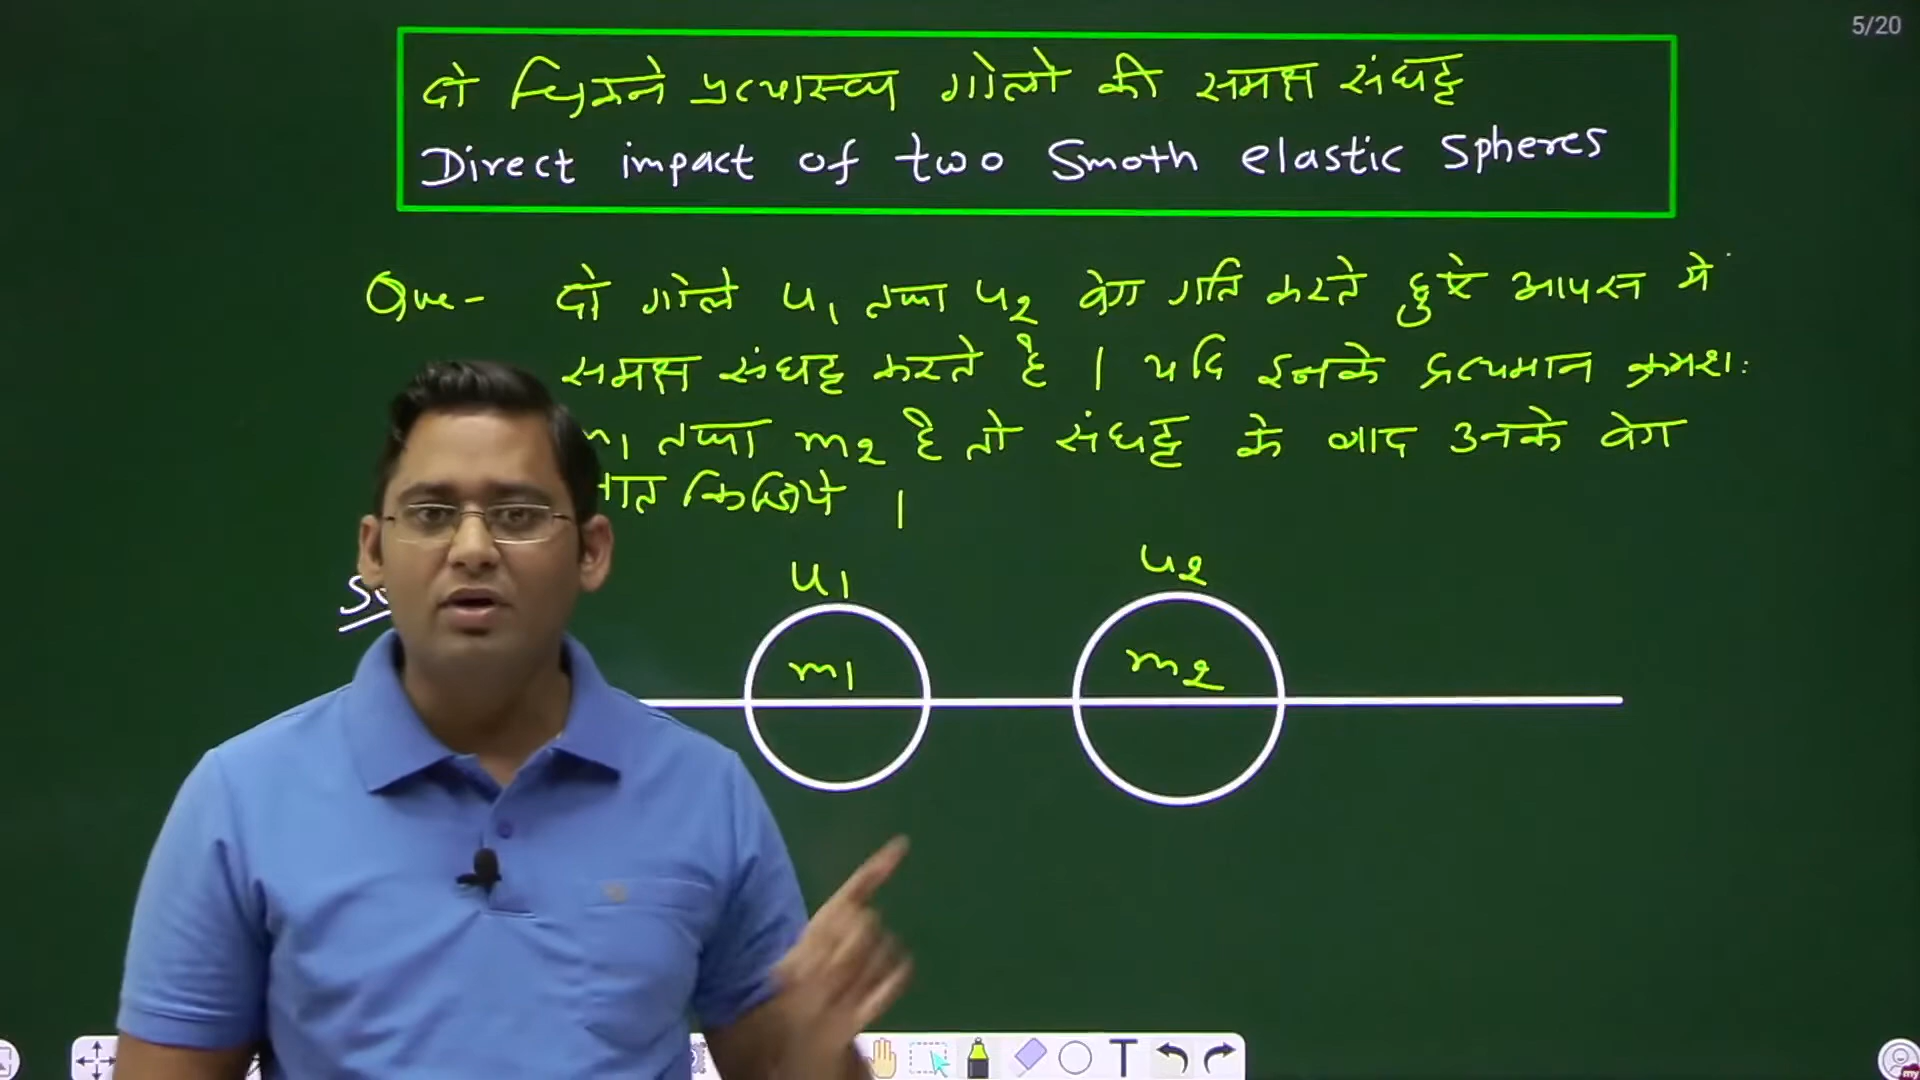 5/20
दो चिकने प्रत्यास्थ गोलो की समक्ष संघट्ट
Direct impact of two Smoth elastic Spheres
Que- दो गोले u1 तथा u2 वेग गति करते हुऐ आपस मे
समक्ष संघट्ट करते है । यदि इनके द्रव्यमान क्रमश:
m1 तथा m2 है तो संघट्ट के बाद उनके वेग
किजिये ।
u1 u2
m1 m2
T